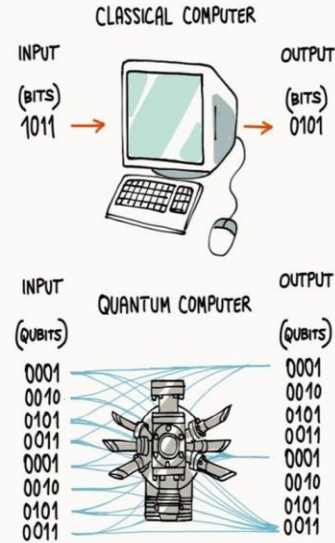 CLASSICAL COMPUTER
INPUT
OUTPUT
(BITS)
(BITS)
1011
0101
INPUT
OUTPUT
QUANTUM COMPUTER
(QUBITS)
(QUBITS)
0001
0001
0010
0010
0101
0101
0011
0011
0001
0001
0010
0010
0101
0101
0011
0011